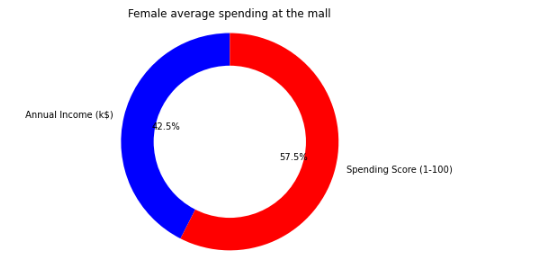 Female average spending at the mall
Annual Income (k$)
42.5%
57.5%
Spending Score (1-100)